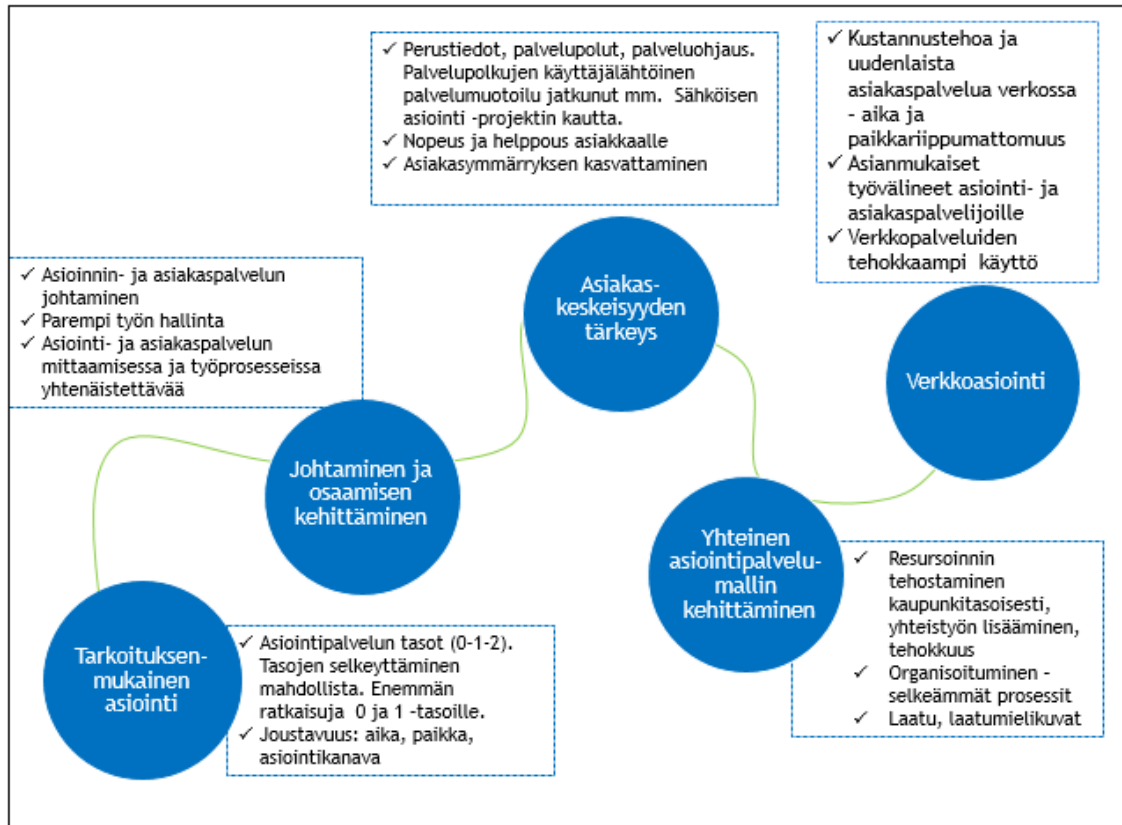 ✓ Perustiedot, palvelupolut, palveluohjaus.
Palvelupolkujen käyttäjälähtöinen
palvelumuotoilu jatkunut mm. Sähköisen
asiointi -projektin kautta.
✓ Nopeus ja helppous asiakkaalle
✓ Asiakasymmärryksen kasvattaminen
✓ Kustannustehoa ja
uudenlaista
asiakaspalvelua verkossa
- aika ja
paikkariippumattomuus
✓ Asianmukaiset
työvälineet asiointi- ja
asiakaspalvelijoille
✓ Verkkopalveluiden
tehokkaampi käyttö
✓ Asioinnin- ja asiakaspalvelun
johtaminen
✓ Parempi työn hallinta
✓ Asiointi- ja asiakaspalvelun
mittaamisessa ja työprosesseissa
yhtenäistettävää
Asiakas-
keskeisyyden
tärkeys
Verkkoasiointi
Johtaminen ja
osaamisen
kehittäminen
Yhteinen
asiointipalvelu-
mallin
kehittäminen
✓ Resursoinnin
tehostaminen
kaupunkitasoisesti,
yhteistyön lisääminen,
tehokkuus
✓ Organisoituminen -
selkeämmät prosessit
✓ Laatu, laatumielikuvat
Tarkoituksen-
mukainen
asiointi
✓ Asiointipalvelun tasot (0-1-2).
Tasojen selkeyttäminen
mahdollista. Enemmän
ratkaisuja 0 ja 1 -tasoille.
✓ Joustavuus: aika, paikka,
asiointikanava